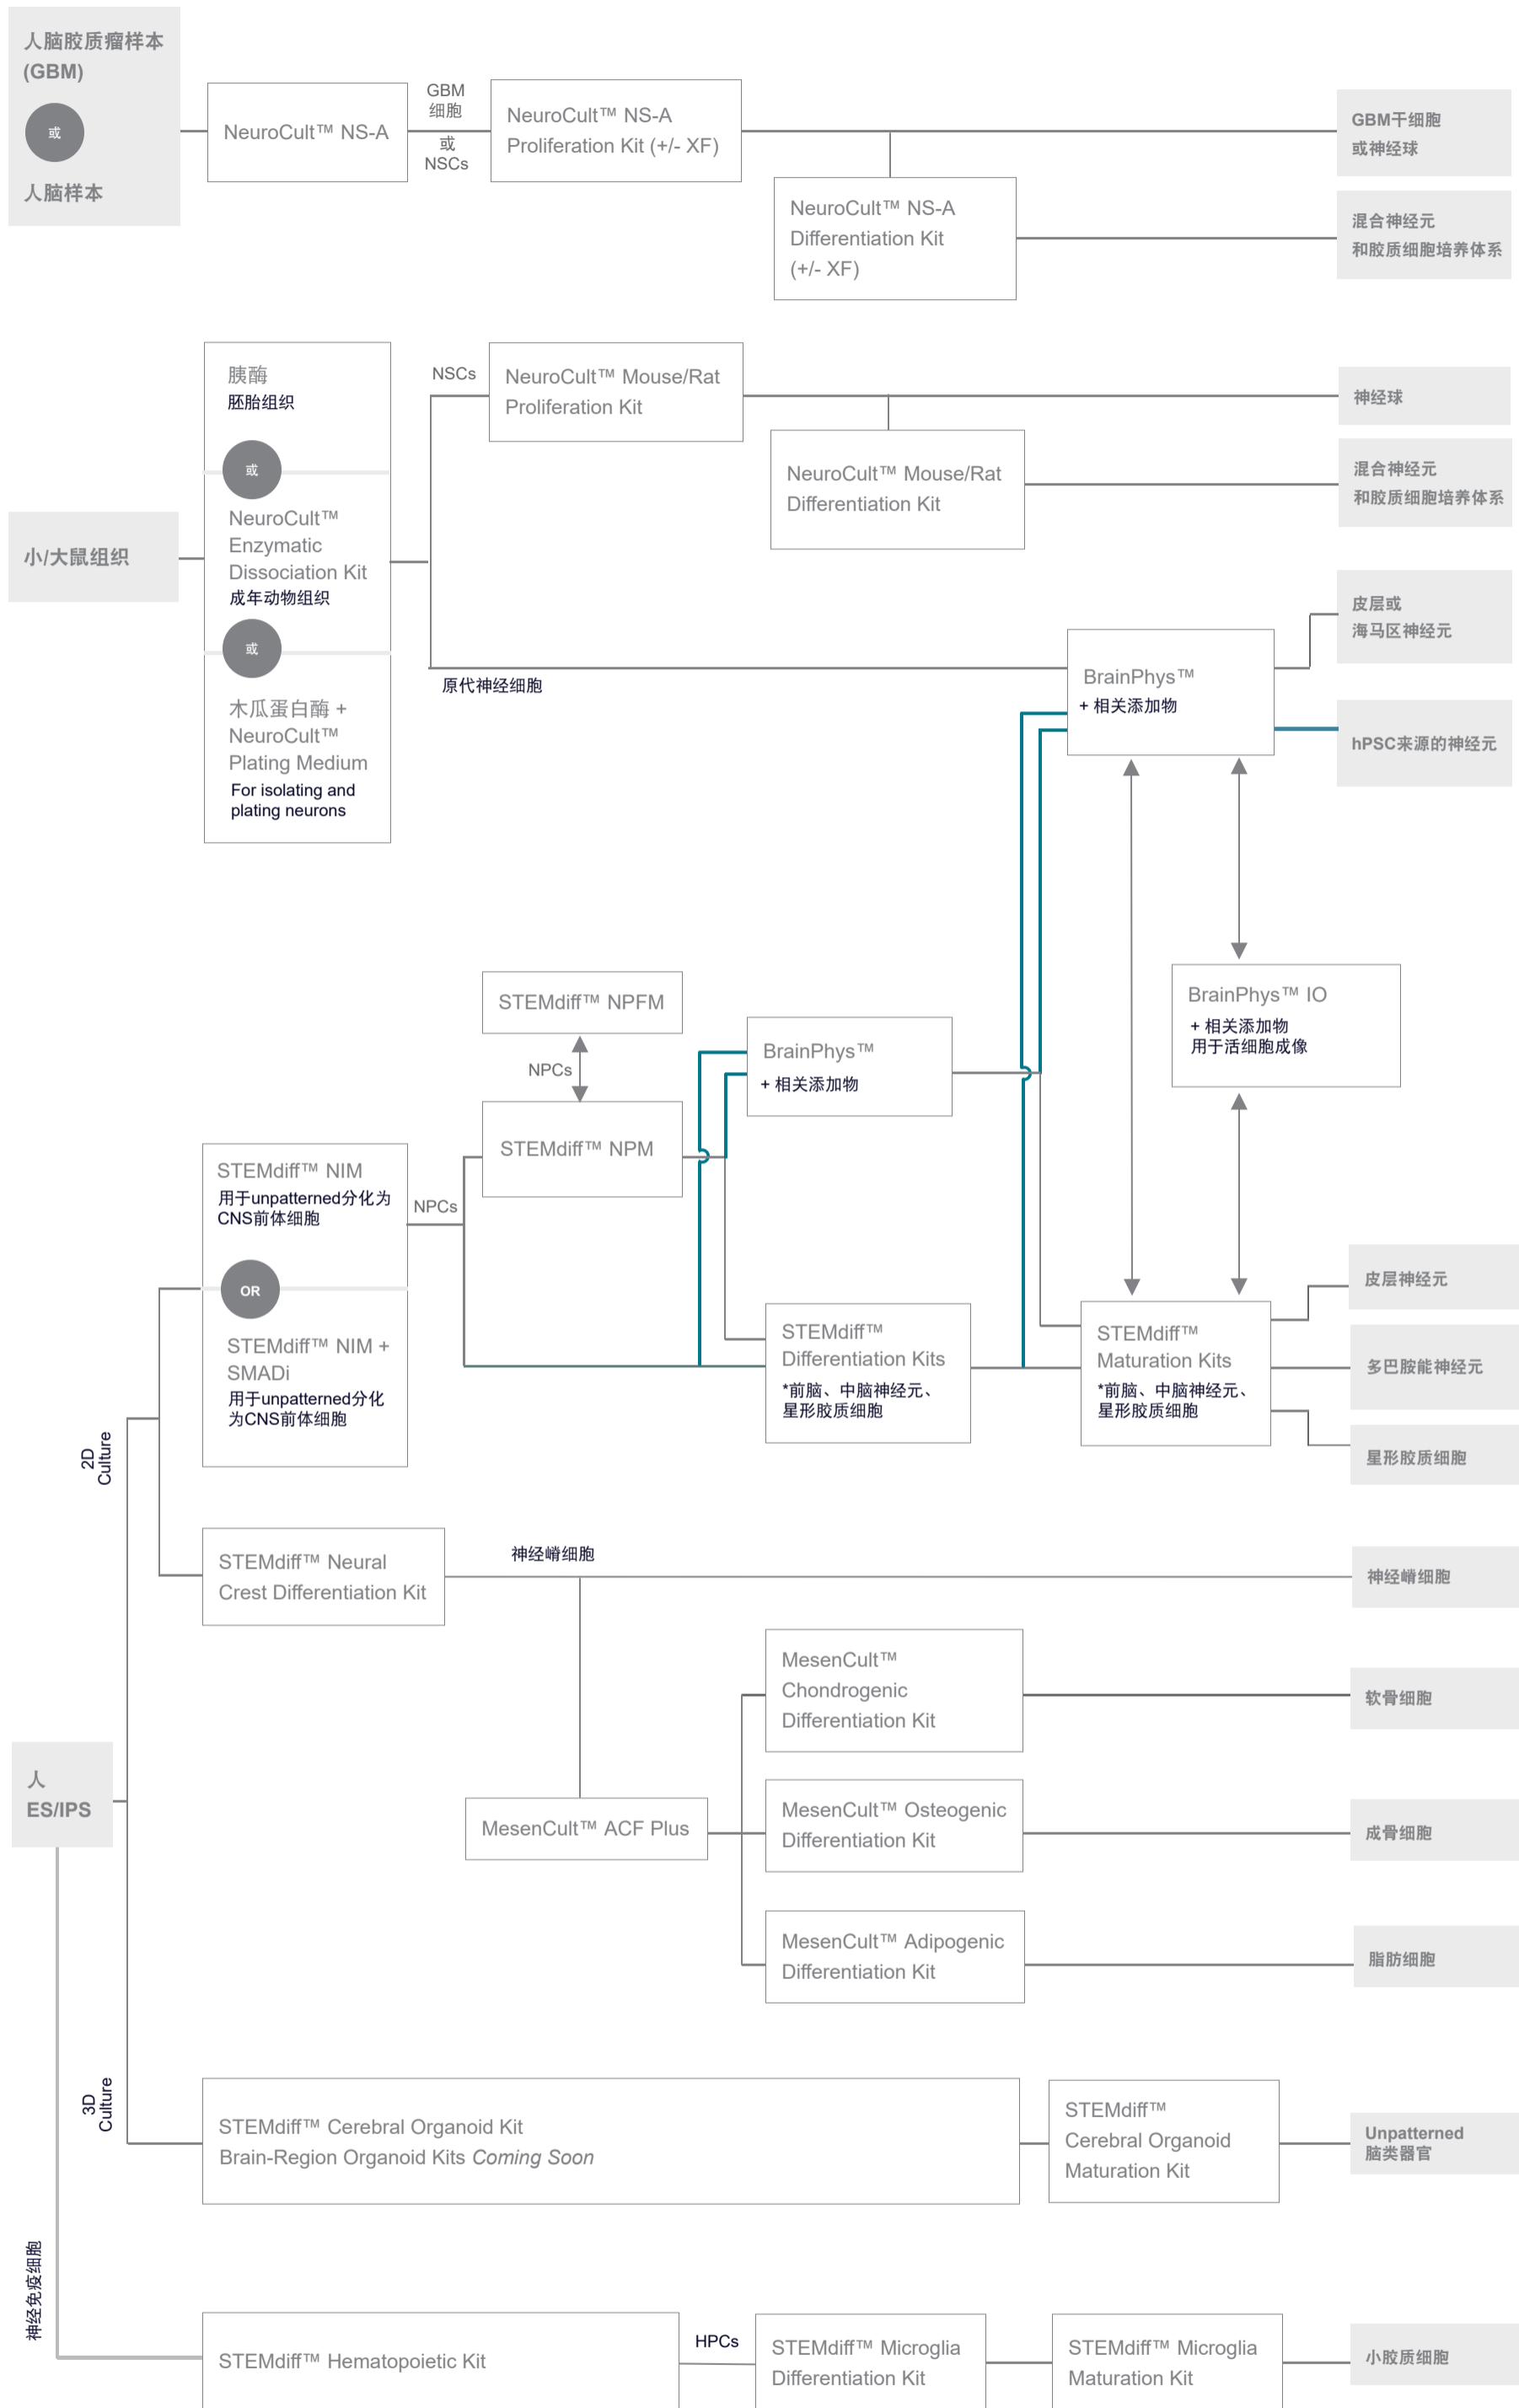 人脑胶质瘤样本
(GBM)
或
人脑样本
NeuroCult™ NS-A
GBM
细胞
或
NSCs
NeuroCult™ NS-A
Proliferation Kit (+/- XF)
GBM干细胞
或神经球
NeuroCult™ NS-A
Differentiation Kit
(+/- XF)
混合神经元
和胶质细胞培养体系
小/大鼠组织
胰酶
胚胎组织
或
NeuroCult™
Enzymatic
Dissociation Kit
成年动物组织
或
木瓜蛋白酶 +
NeuroCult™
Plating Medium
For isolating and
plating neurons
NSCs
NeuroCult™ Mouse/Rat
Proliferation Kit
神经球
NeuroCult™ Mouse/Rat
Differentiation Kit
混合神经元
和胶质细胞培养体系
原代神经细胞
BrainPhys™
+ 相关添加物
皮层或
海马区神经元
hPSC来源的神经元
BrainPhys™ IO
+ 相关添加物
用于活细胞成像
STEMdiff™ NPFM
NPCs
STEMdiff™ NPM
BrainPhys™
+ 相关添加物
STEMdiff™ NIM
用于unpatterned分化为
CNS前体细胞
OR
STEMdiff™ NIM +
SMADi
用于unpatterned分化
为CNS前体细胞
NPCs
STEMdiff™
Differentiation Kits
*前脑、中脑神经元、
星形胶质细胞
STEMdiff™
Maturation Kits
*前脑、中脑神经元、
星形胶质细胞
皮层神经元
多巴胺能神经元
星形胶质细胞
2D
Culture
STEMdiff™ Neural
Crest Differentiation Kit
神经嵴细胞
神经嵴细胞
MesenCult™
Chondrogenic
Differentiation Kit
软骨细胞
人
ES/IPS
MesenCult™ ACF Plus
MesenCult™ Osteogenic
Differentiation Kit
成骨细胞
MesenCult™ Adipogenic
Differentiation Kit
脂肪细胞
3D
Culture
STEMdiff™ Cerebral Organoid Kit
Brain-Region Organoid Kits Coming Soon
STEMdiff™
Cerebral Organoid
Maturation Kit
Unpatterned
脑类器官
神经免疫细胞
STEMdiff™ Hematopoietic Kit
HPCs
STEMdiff™ Microglia
Differentiation Kit
STEMdiff™ Microglia
Maturation Kit
小胶质细胞